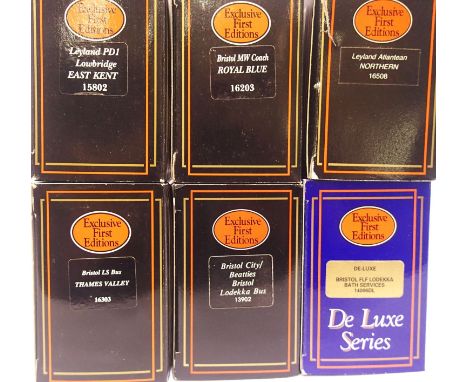 Exclusive
First
Editions
Leyland PD1
Lowbridge
EAST KENT
15802
Exclusive
First
Editions
Bristol MW Coach
ROYAL BLUE
16203
Exclusive
First
Editions
Leyland Atlantean
NORTHERN
16508
Exclusive
First
Editions
Bristol LS Bus
THAMES VALLEY
16303
Exclusive
First
Editions
Bristol City/
Beatties
Bristol
Lodekka Bus
13902
Exclusive
First
Editions
DE-LUXE
BRISTOL FLF LODEKKA
BATH SERVICES
14096DL
De Luxe
Series